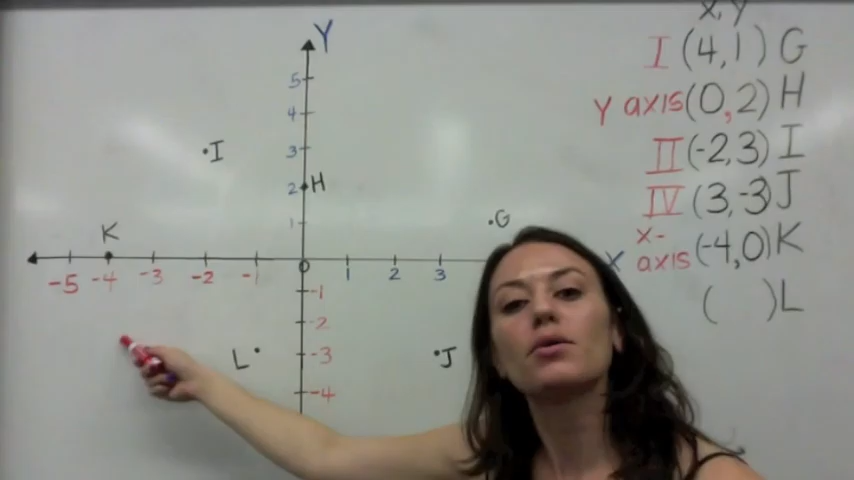 X, Y
I (4,1) G
Y axis (0,2) H
II (-2,3) I
IV (3,-3) J
x-
axis (-4,0) K
( ) L
Y
5
4
3
I
2 H
1
G
K
X
-5 -4 -3 -2 -1 0 1 2 3
-1
-2
L -3 J
-4